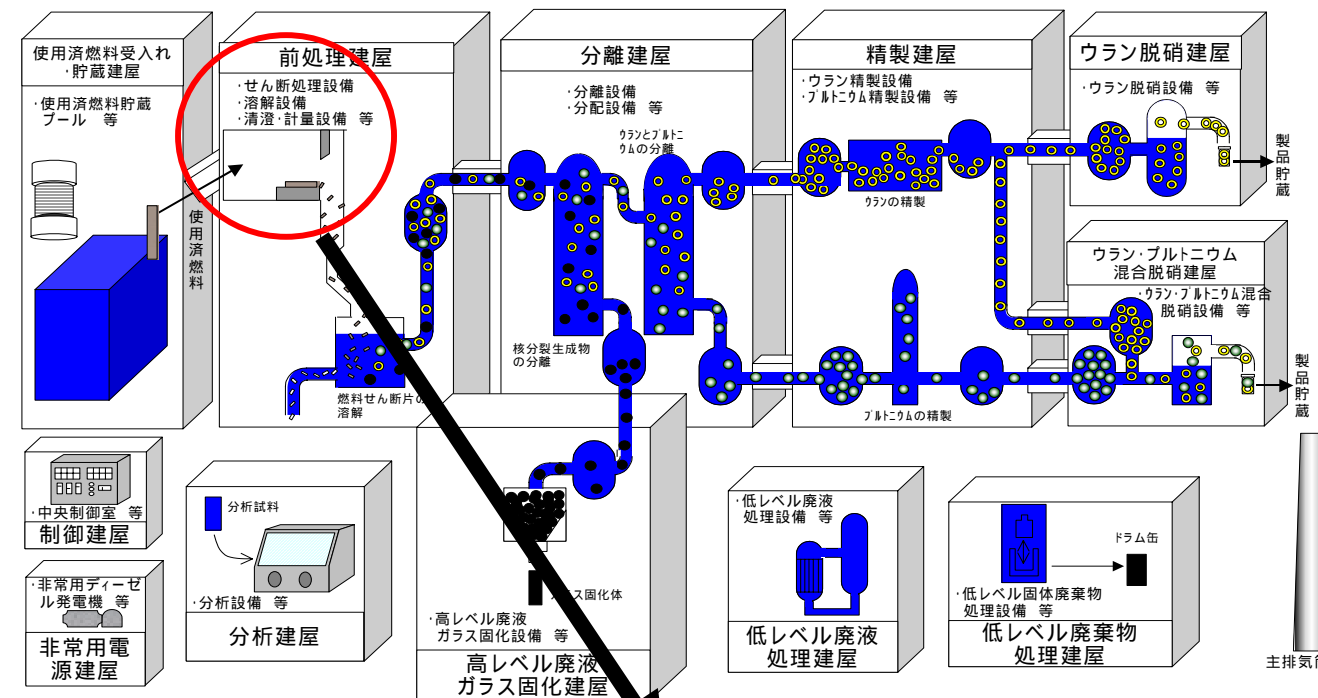 使用済燃料受入れ
・貯蔵建屋
・使用済燃料貯蔵
プール 等
使用済燃料
前処理建屋
・せん断処理設備
・溶解設備
・清澄・計量設備 等
燃料せん断片の
溶解
分離建屋
・分離設備
・分配設備 等
ウランとプルトニ
ウムの分離
核分裂生成物
の分離
精製建屋
・ウラン精製設備
・プルトニウム精製設備 等
ウランの精製
プルトニウムの精製
ウラン脱硝建屋
・ウラン脱硝設備 等
製品貯蔵
ウラン・プルトニウム
混合脱硝建屋
・ウラン・プルトニウム混合
脱硝設備 等
製品貯蔵
・中央制御室 等
制御建屋
・非常用ディーゼ
ル発電機 等
非常用電
源建屋
分析試料
・分析設備 等
分析建屋
ラス固化体
・高レベル廃液
ガラス固化設備 等
高レベル廃液
ガラス固化建屋
・低レベル廃液
処理設備 等
低レベル廃液
処理建屋
ドラム缶
・低レベル固体廃棄物
処理設備 等
低レベル廃棄物
処理建屋
主排気筒